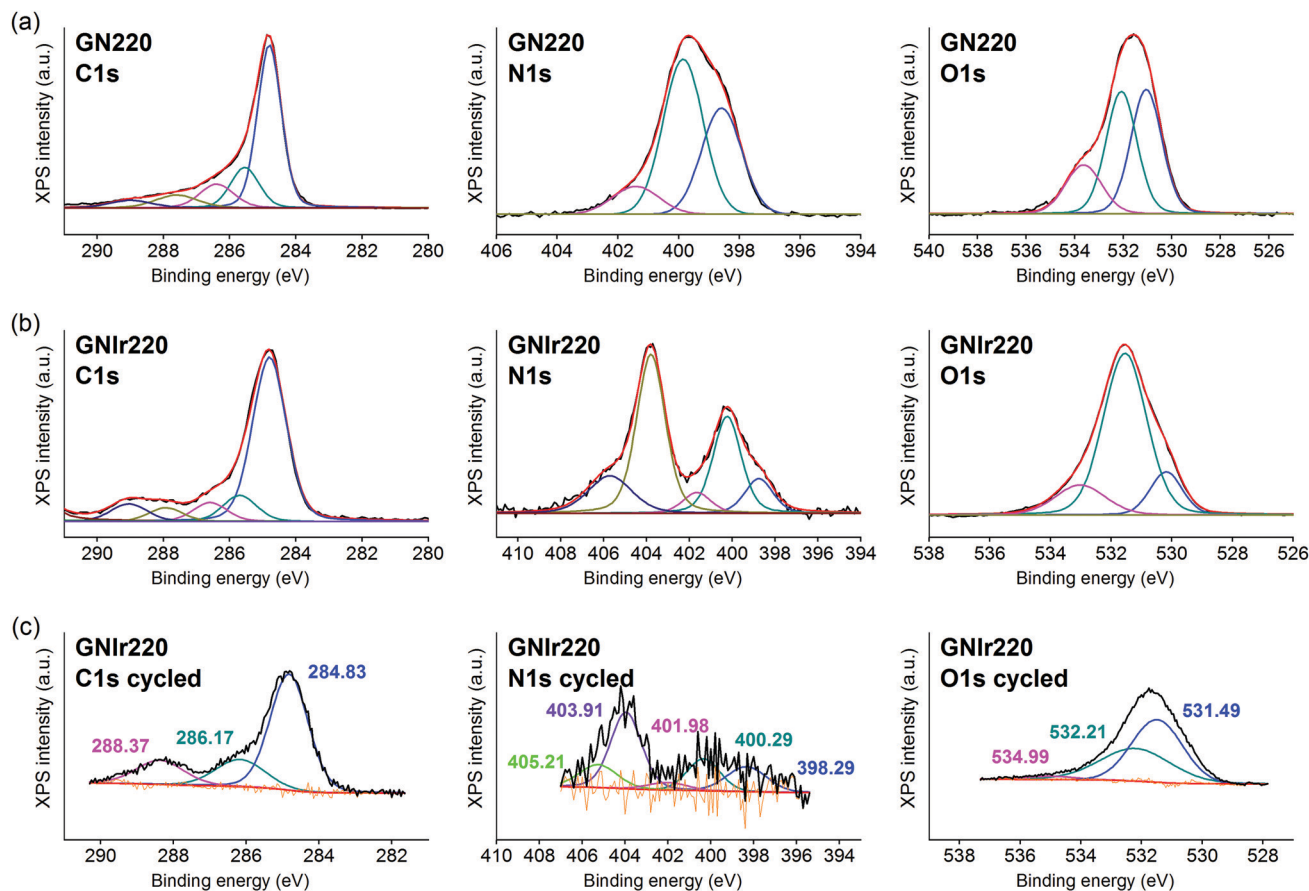 (a)
GN220
C1s
XPS intensity (a.u.)
290 288 286 284 282 280
Binding energy (eV)
GN220
N1s
XPS intensity (a.u.)
406 404 402 400 398 396 394
Binding energy (eV)
GN220
O1s
XPS intensity (a.u.)
540 538 536 534 532 530 528 526
Binding energy (eV)
(b)
GNIr220
C1s
XPS intensity (a.u.)
290 288 286 284 282 280
Binding energy (eV)
GNIr220
N1s
XPS intensity (a.u.)
410 408 406 404 402 400 398 396 394
Binding energy (eV)
GNIr220
O1s
XPS intensity (a.u.)
538 536 534 532 530 528 526
Binding energy (eV)
(c)
GNIr220
C1s cycled
284.83
286.17
288.37
XPS intensity (a.u.)
290 288 286 284 282
Binding energy (eV)
GNIr220
N1s cycled
403.91
401.98
400.29
405.21
398.29
XPS intensity (a.u.)
410 408 406 404 402 400 398 396 394
Binding energy (eV)
GNIr220
O1s cycled
531.49
532.21
534.99
XPS intensity (a.u.)
538 536 534 532 530 528
Binding energy (eV)